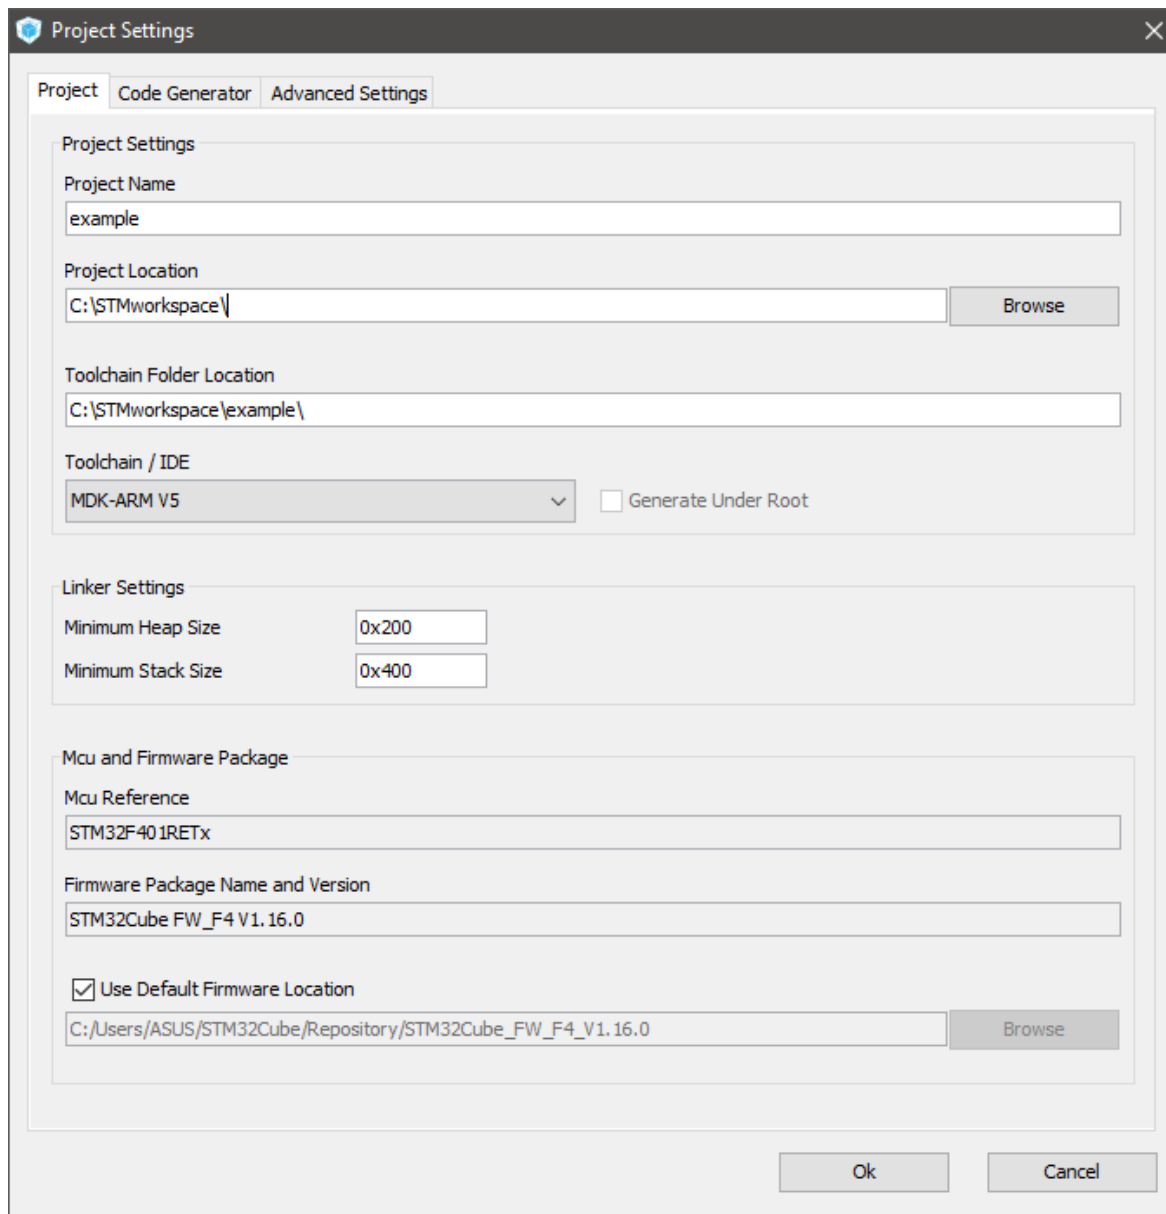 Project Settings
Project Code Generator Advanced Settings
Project Settings
Project Name
example
Project Location
C:\STMworkspace\ Browse
Toolchain Folder Location
C:\STMworkspace\example\
Toolchain / IDE
MDK-ARM V5 Generate Under Root
Linker Settings
Minimum Heap Size 0x200
Minimum Stack Size 0x400
Mcu and Firmware Package
Mcu Reference
STM32F401RETx
Firmware Package Name and Version
STM32Cube FW_F4 V1.16.0
Use Default Firmware Location
C:/Users/ASUS/STM32Cube/Repository/STM32Cube_FW_F4_V1.16.0 Browse
Ok Cancel